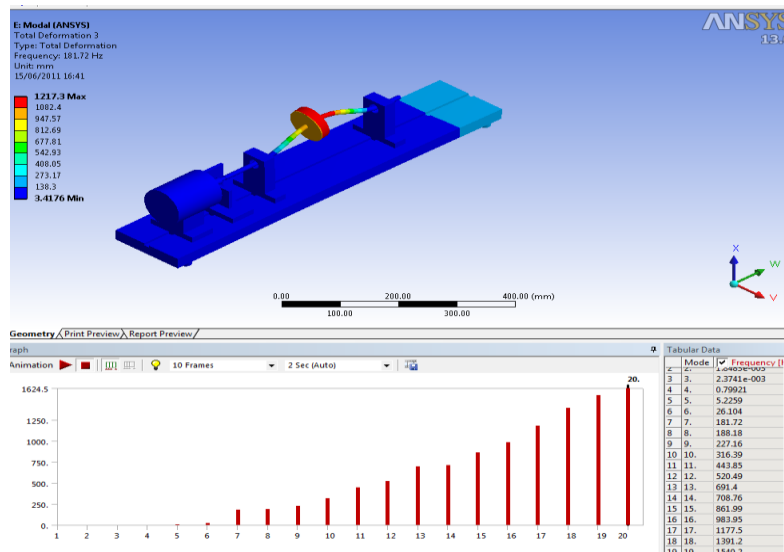 E: Modal (ANSYS)
Total Deformation 3
Type: Total Deformation
Frequency: 181.72 Hz
Unit: mm
15/06/2011 16:41
1217.3 Max
1082.4
947.57
812.69
677.81
542.93
408.05
273.17
138.3
3.4176 Min
ANSYS
13.
X
W
V
0.00 200.00 400.00 (mm)
100.00 300.00
Geometry Print Preview Report Preview
raph
Animation 10 Frames 2 Sec (Auto)
20.
1624.5
1250.
1000.
750.
500.
250.
0.
1 2 3 4 5 6 7 8 9 10 11 12 13 14 15 16 17 18 19 20
Tabular Data
Mode Frequency [
3 3. 2.3741e-003
4 4. 0.79921
5 5. 5.2259
6 6. 26.104
7 7. 181.72
8 8. 188.18
9 9. 227.16
10 10. 316.39
11 11. 443.85
12 12. 520.49
13 13. 691.4
14 14. 708.76
15 15. 861.99
16 16. 983.95
17 17. 1177.5
18 18. 1391.2